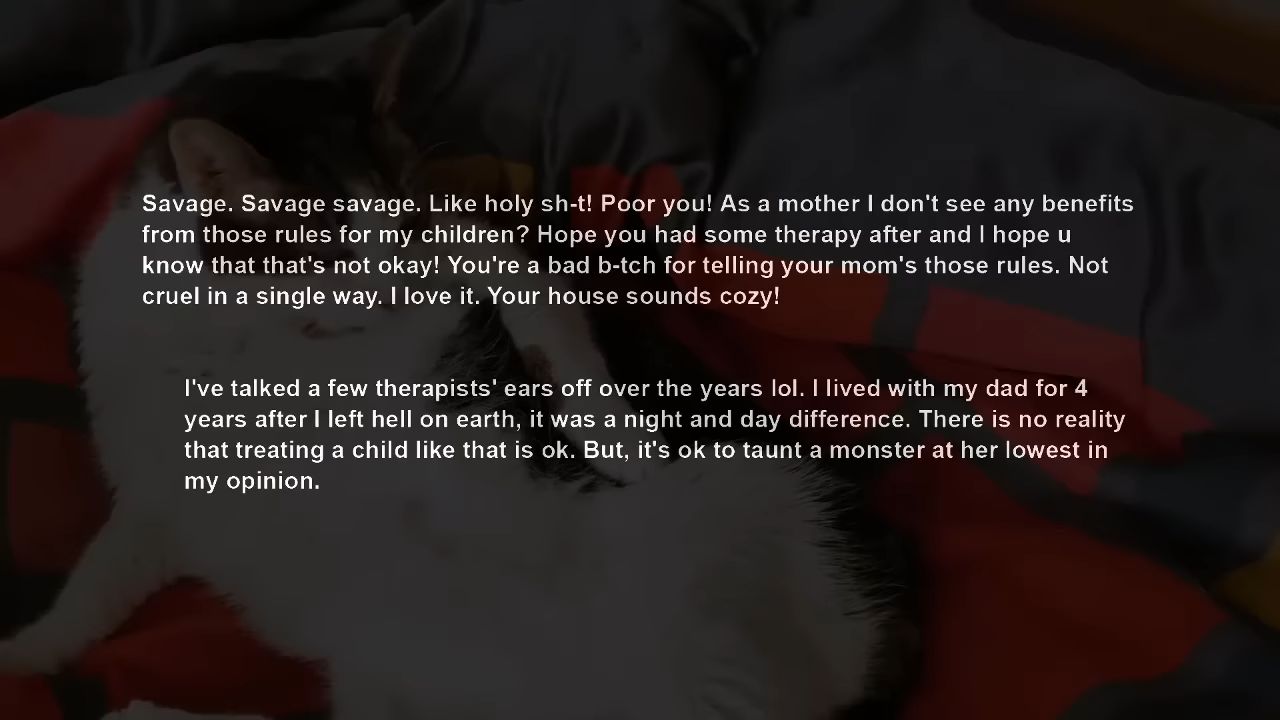 Savage. Savage savage. Like holy sh-t! Poor you! As a mother I don't see any benefits
from those rules for my children? Hope you had some therapy after and I hope u
know that that's not okay! You're a bad b-tch for telling your mom's those rules. Not
cruel in a single way. I love it. Your house sounds cozy!
I've talked a few therapists' ears off over the years lol. I lived with my dad for 4
years after I left hell on earth, it was a night and day difference. There is no reality
that treating a child like that is ok. But, it's ok to taunt a monster at her lowest in
my opinion.